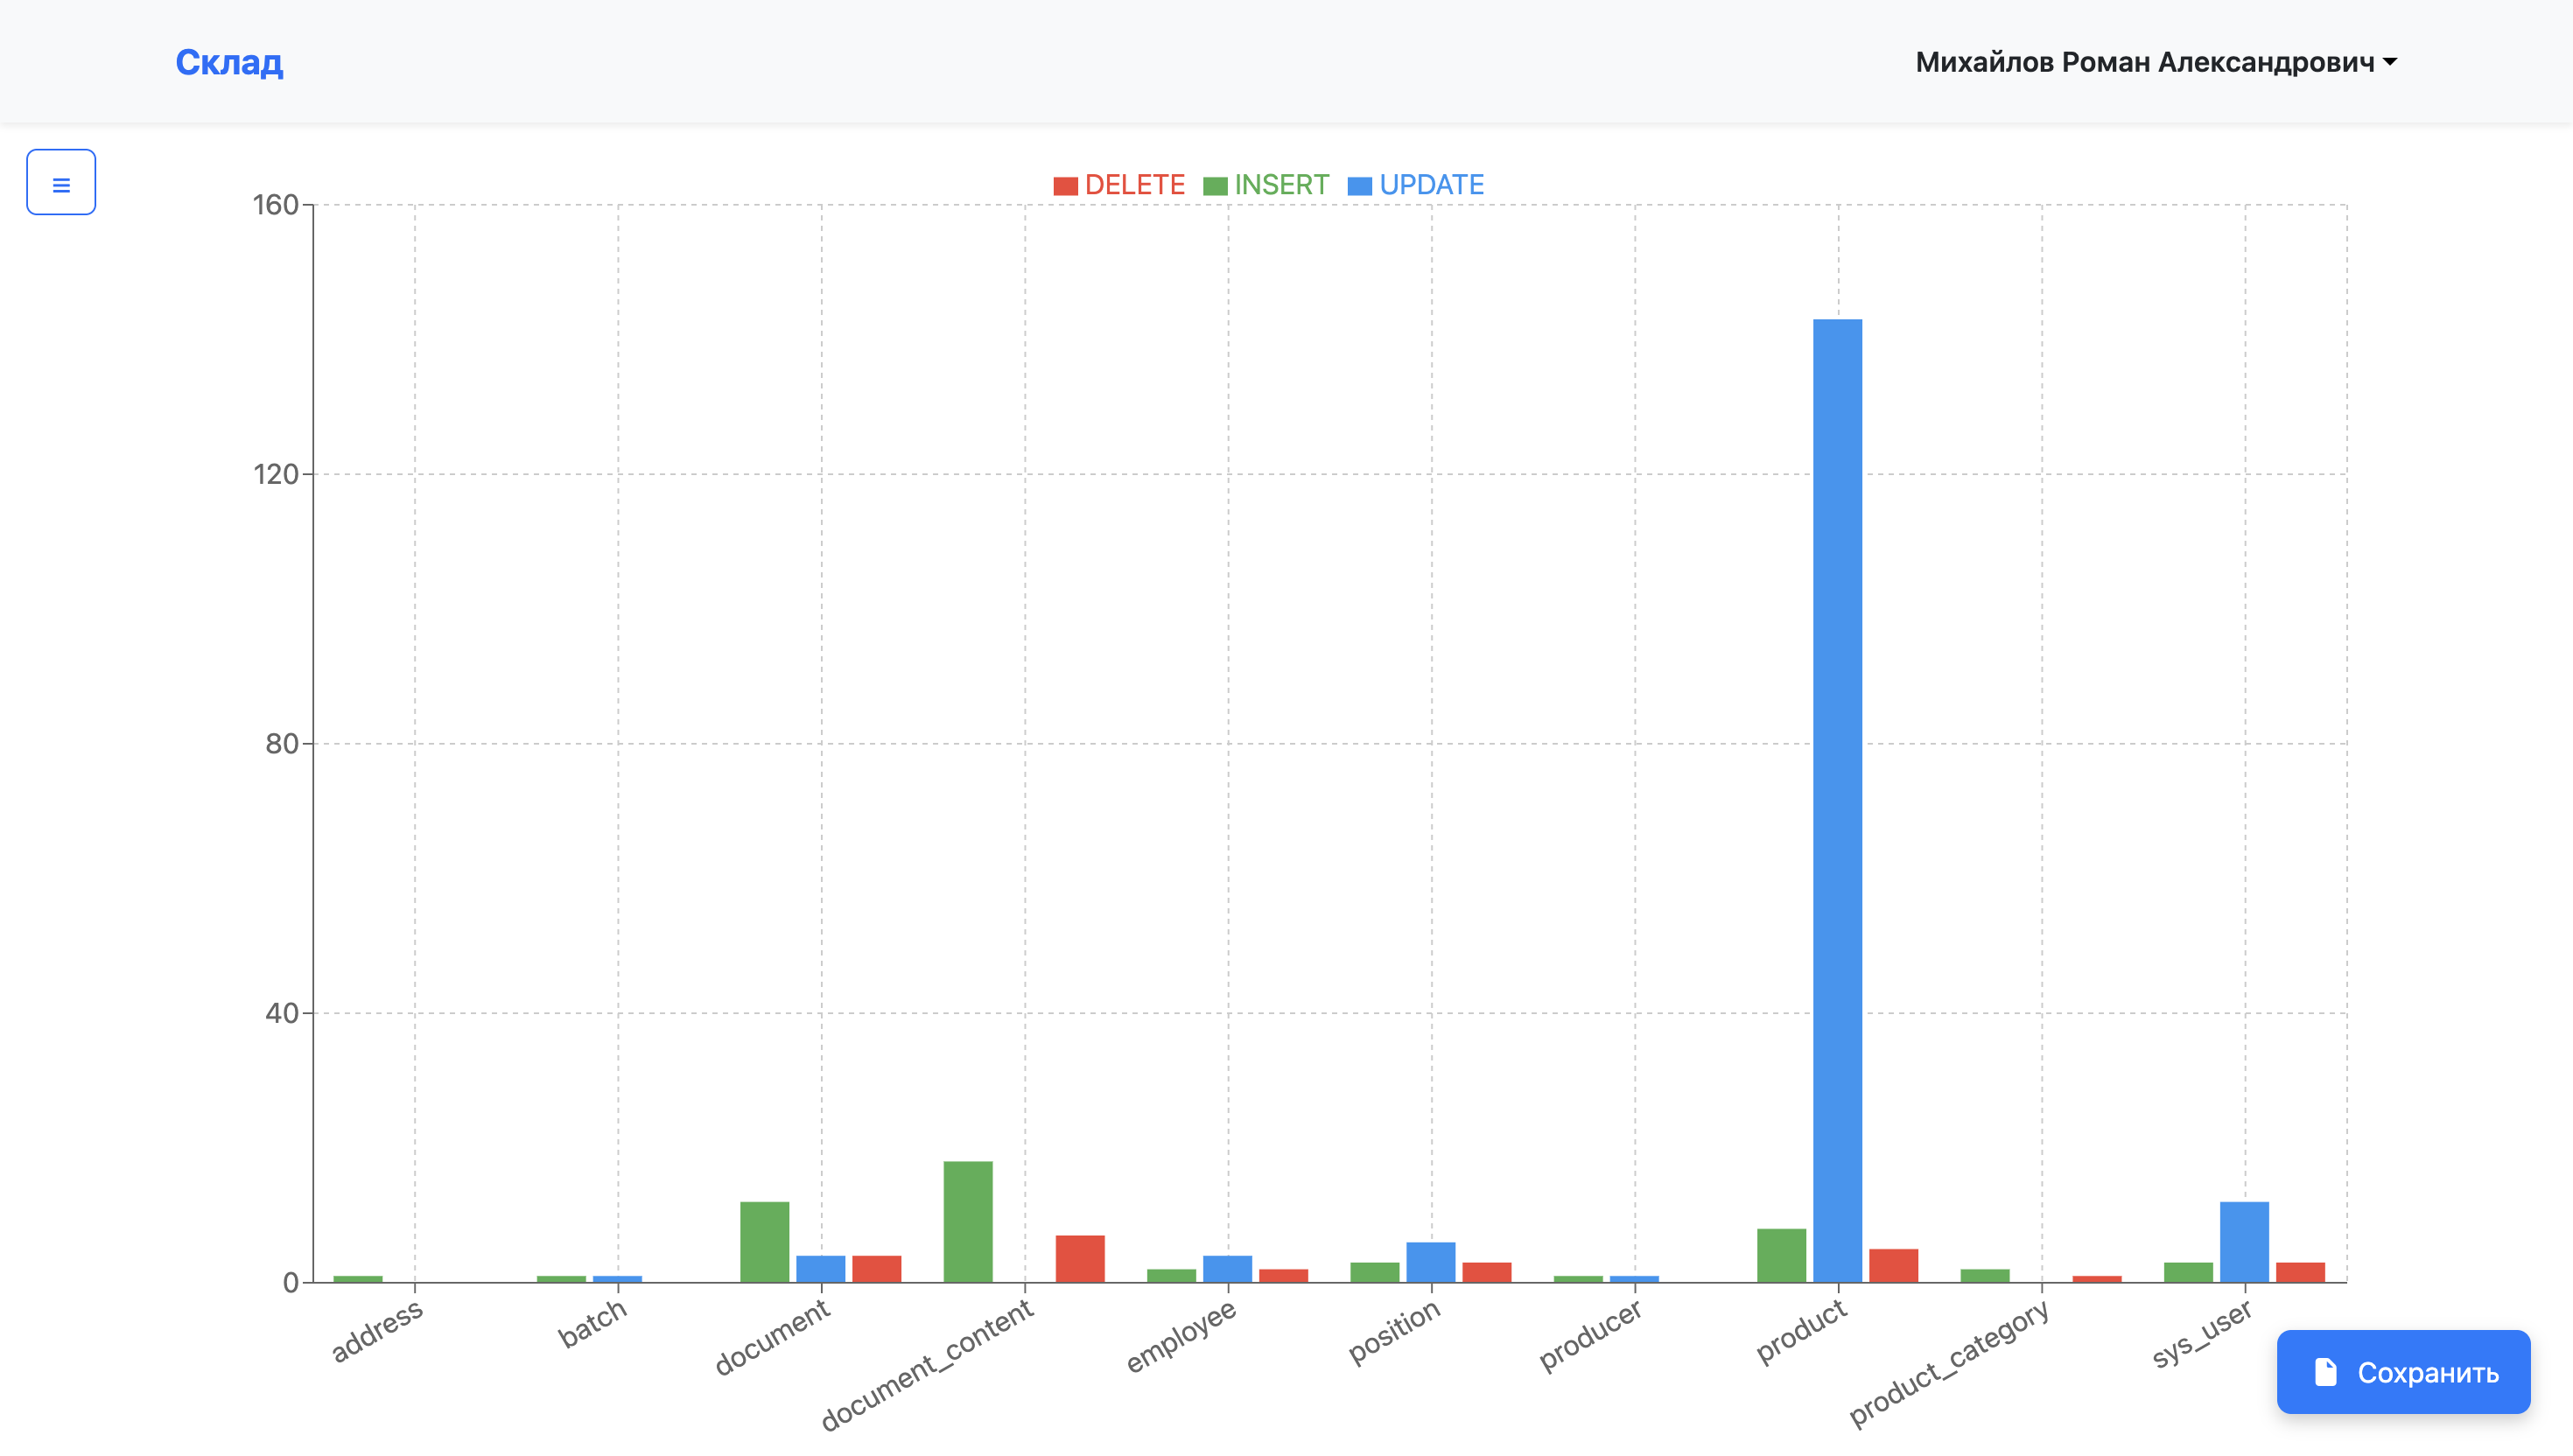 Склад
Михайлов Роман Александрович
DELETE INSERT UPDATE
160
120
80
40
0
address
batch
document
document_content
employee
position
producer
product
product_category
sys_user
Сохранить